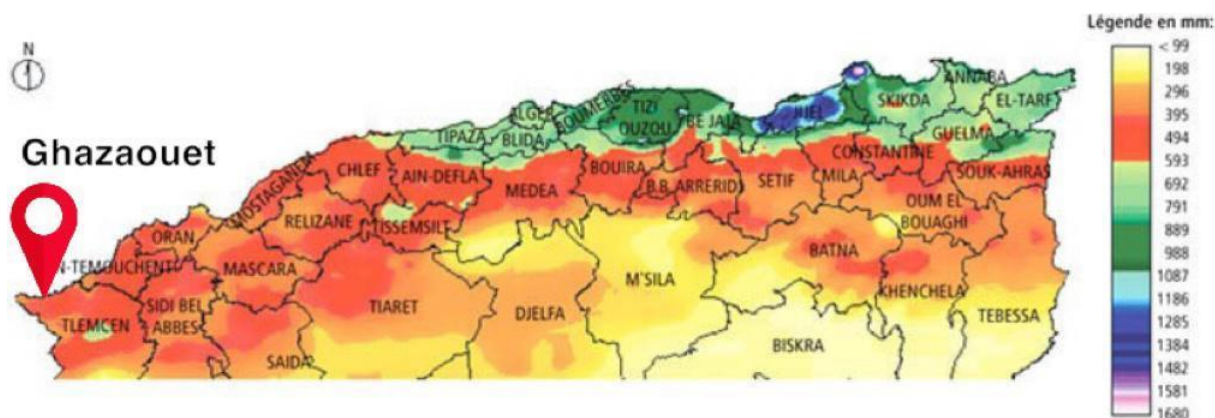 Légende en mm:
< 99
198
296
395
494
593
692
791
889
988
1087
1186
1285
1384
1482
1581
1680
N
Ghazaouet
ANNABA
SKIKDA
EL-TARF
JIJEL
ALGER
BOUMERDES
TIZI
OUZOU
BEJAIA
TIPAZA
BLIDA
GUELMA
CONSTANTINE
CHLEF
AIN-DEFLA
MEDEA
BOUIRA
B.B.ARRERIDJ
SETIF
MILA
SOUK-AHRAS
MOSTAGANEM
RELIZANE
TISSEMSILT
OUM EL
BOUAGHI
ORAN
N-TEMOUCHENT
MASCARA
BATNA
TLEMCEN
SIDI BEL
ABBES
TIARET
DJELFA
M'SILA
KHENCHELA
TEBESSA
SAIDA
BISKRA